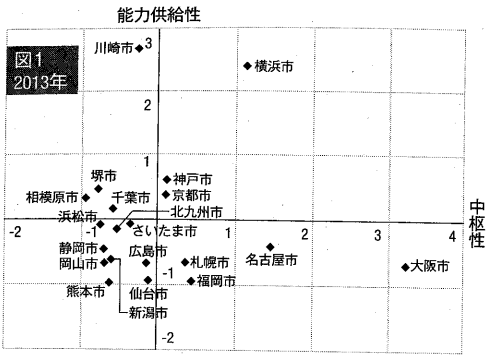 能力供給性
川崎市
3
図1
2013年
横浜市
2
1
堺市
神戸市
相模原市
千葉市
京都市
北九州市
中枢性
浜松市
さいたま市
-2
-1
1
2
3
4
静岡市
広島市
名古屋市
岡山市
札幌市
大阪市
-1
熊本市
仙台市
福岡市
新潟市
-2